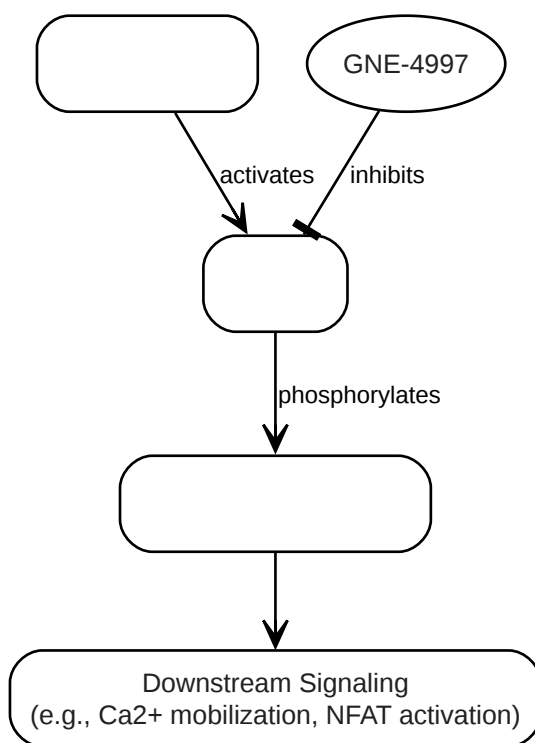 GNE-4997
activates
inhibits
phosphorylates
Downstream Signaling
(e.g., Ca2+ mobilization, NFAT activation)